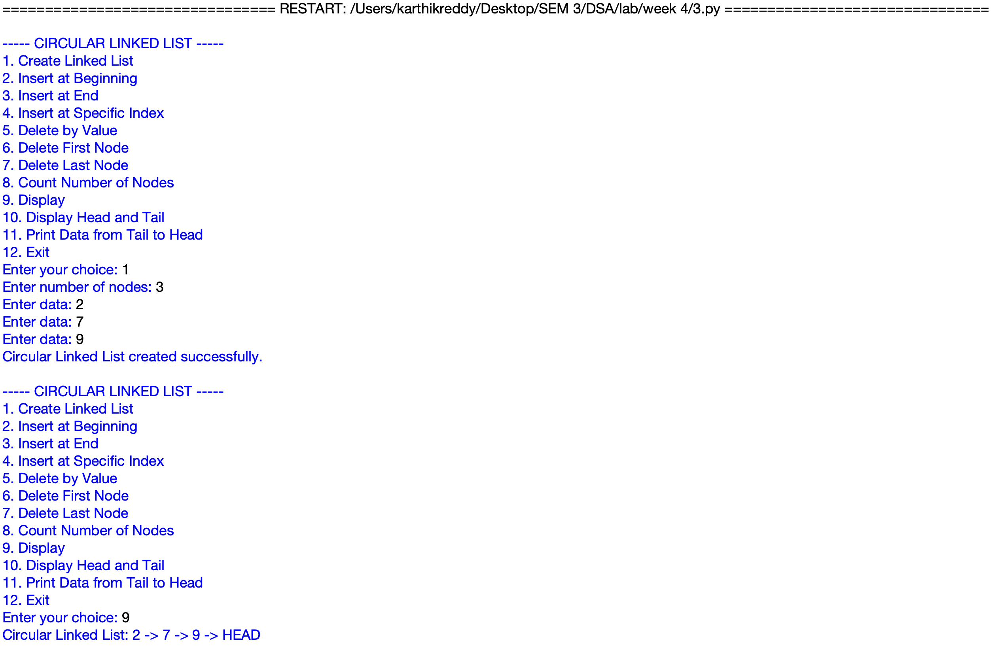 ================================ RESTART: /Users/karthikreddy/Desktop/SEM 3/DSA/lab/week 4/3.py ===============================
----- CIRCULAR LINKED LIST -----
1. Create Linked List
2. Insert at Beginning
3. Insert at End
4. Insert at Specific Index
5. Delete by Value
6. Delete First Node
7. Delete Last Node
8. Count Number of Nodes
9. Display
10. Display Head and Tail
11. Print Data from Tail to Head
12. Exit
Enter your choice: 1
Enter number of nodes: 3
Enter data: 2
Enter data: 7
Enter data: 9
Circular Linked List created successfully.
----- CIRCULAR LINKED LIST -----
1. Create Linked List
2. Insert at Beginning
3. Insert at End
4. Insert at Specific Index
5. Delete by Value
6. Delete First Node
7. Delete Last Node
8. Count Number of Nodes
9. Display
10. Display Head and Tail
11. Print Data from Tail to Head
12. Exit
Enter your choice: 9
Circular Linked List: 2 -> 7 -> 9 -> HEAD